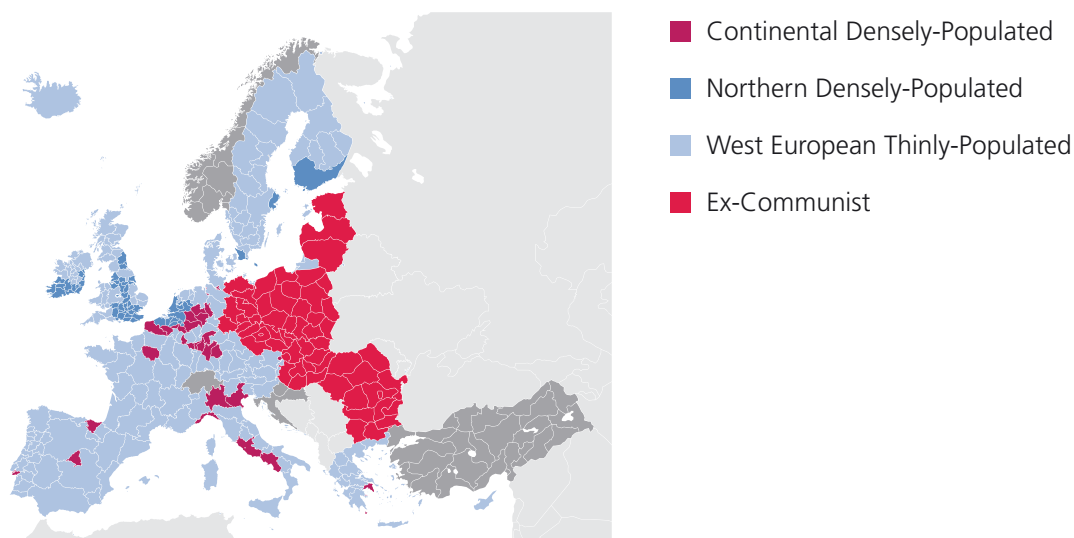 Continental Densely-Populated
Northern Densely-Populated
West European Thinly-Populated
Ex-Communist